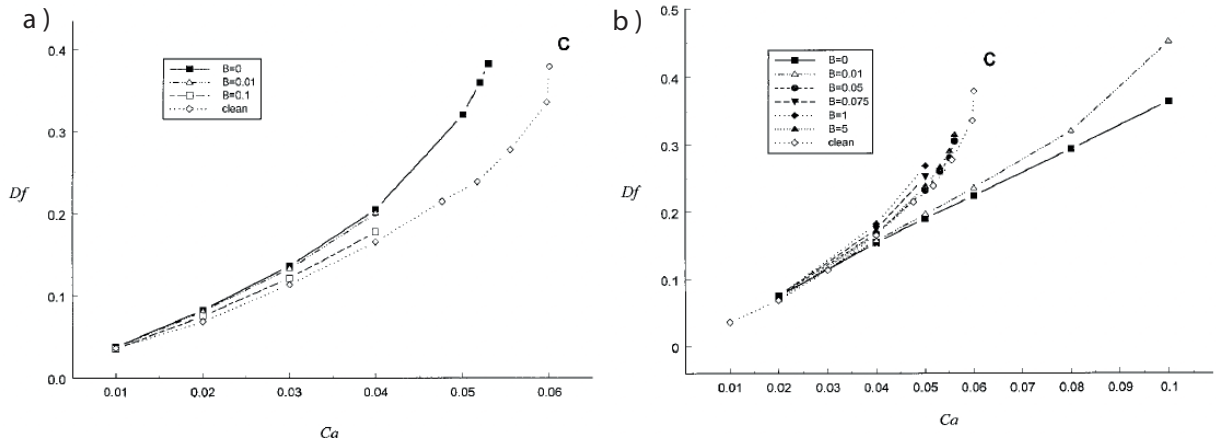 a)
0.4
0.3
0.2
0.1
0.0
Df
B=0
B=0.01
B=0.1
clean
C
0.01 0.02 0.03 0.04 0.05 0.06
Ca
b)
0.5
0.4
0.3
0.2
0.1
0
Df
B=0
B=0.01
B=0.05
B=0.075
B=1
B=5
clean
C
0.01 0.02 0.03 0.04 0.05 0.06 0.07 0.08 0.09 0.1
Ca